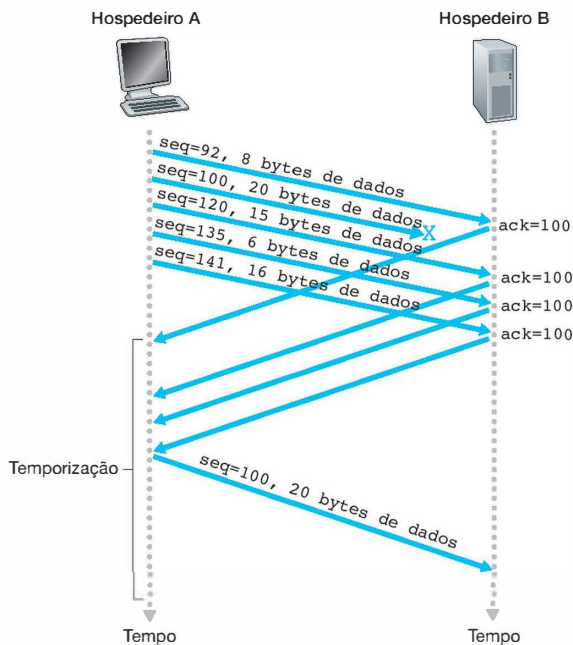 Hospedeiro A
Hospedeiro B
seq=92, 8 bytes de dados
seq=100, 20 bytes de dados
X
seq=120, 15 bytes de dados
seq=135, 6 bytes de dados
seq=141, 16 bytes de dados
ack=100
ack=100
ack=100
ack=100
Temporização
seq=100, 20 bytes de dados
Tempo
Tempo